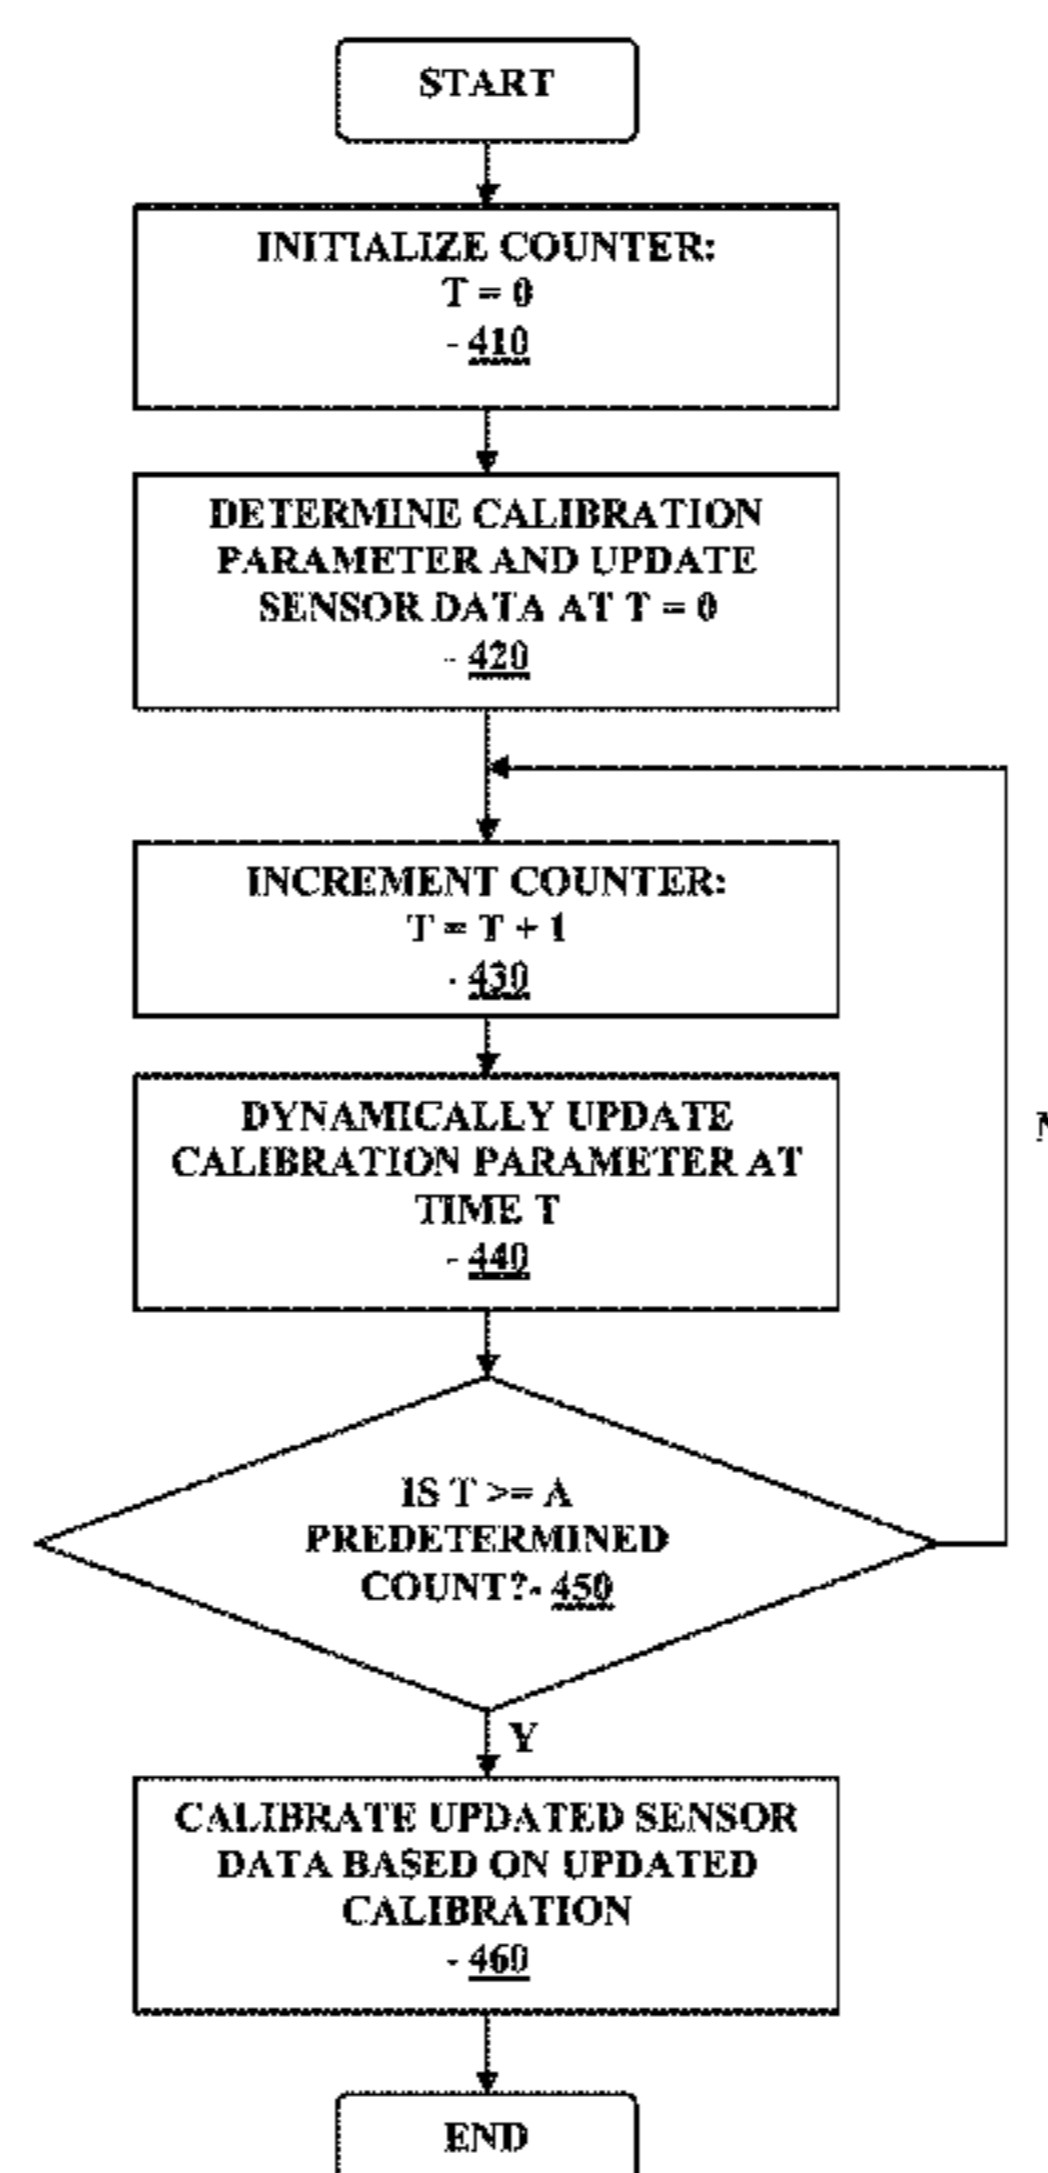 START
INITIALIZE COUNTER:
T = 0
- 410
DETERMINE CALIBRATION
PARAMETER AND UPDATE
SENSOR DATA AT T = 0
- 420
INCREMENT COUNTER:
T = T + 1
- 430
DYNAMICALLY UPDATE
CALIBRATION PARAMETER AT
TIME T
- 440
N
IS T >= A
PREDETERMINED
COUNT?- 450
Y
CALIBRATE UPDATED SENSOR
DATA BASED ON UPDATED
CALIBRATION
- 460
END